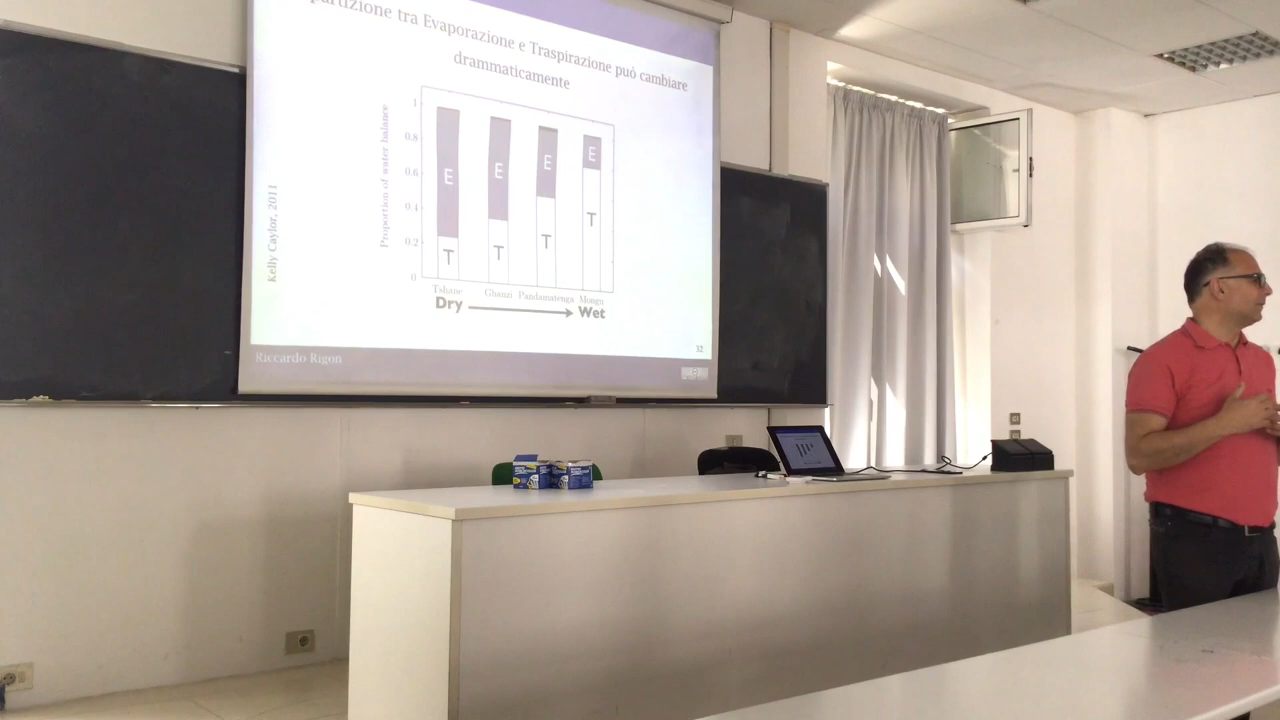 partizione tra Evaporazione e Traspirazione può cambiare
drammaticamente
Proportion of water balance
1
0.8
0.6
0.4
0.2
0
E
T
E
T
E
T
E
T
Tshane Ghanzi Pandamatenga Mongu
Dry Wet
Kelly Caylor, 2011
Riccardo Rigon
32